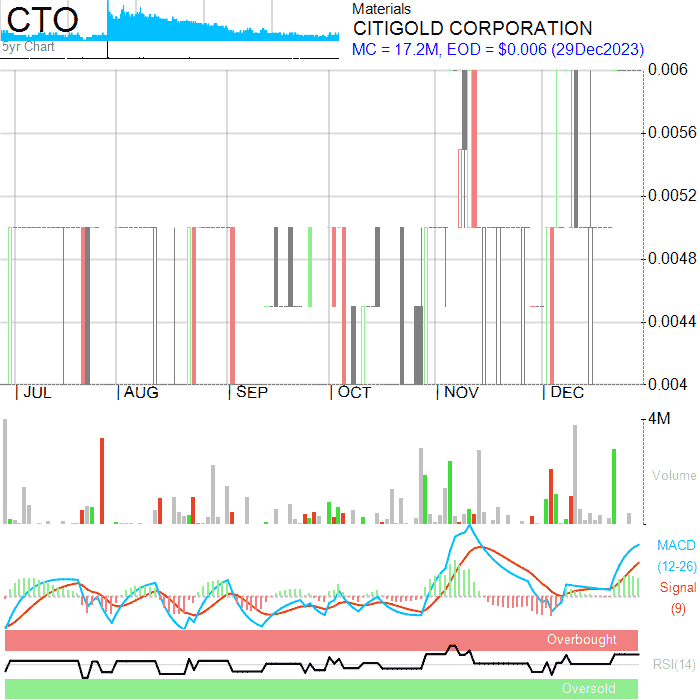 CTO
5yr Chart
Materials
CITIGOLD CORPORATION
MC = 17.2M, EOD = $0.006 (29Dec2023)
0.006
0.0056
0.0052
0.0048
0.0044
0.004
JUL AUG SEP OCT NOV DEC
4M
Volume
MACD
(12-26)
Signal
(9)
Overbought
RSI(14)
Oversold